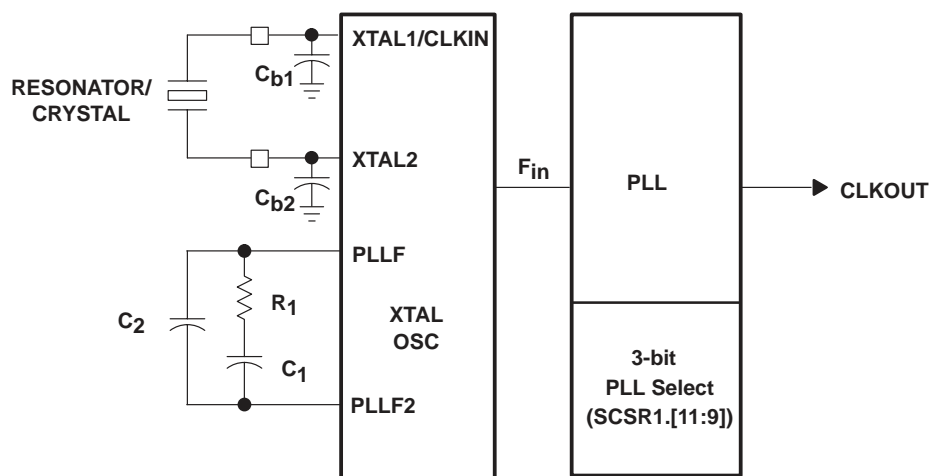 XTAL1/CLKIN
Cb1
RESONATOR/
CRYSTAL
XTAL2
Cb2
Fin
PLL
CLKOUT
PLLF
R1
C2
XTAL
OSC
C1
3-bit
PLL Select
(SCSR1.[11:9])
PLLF2